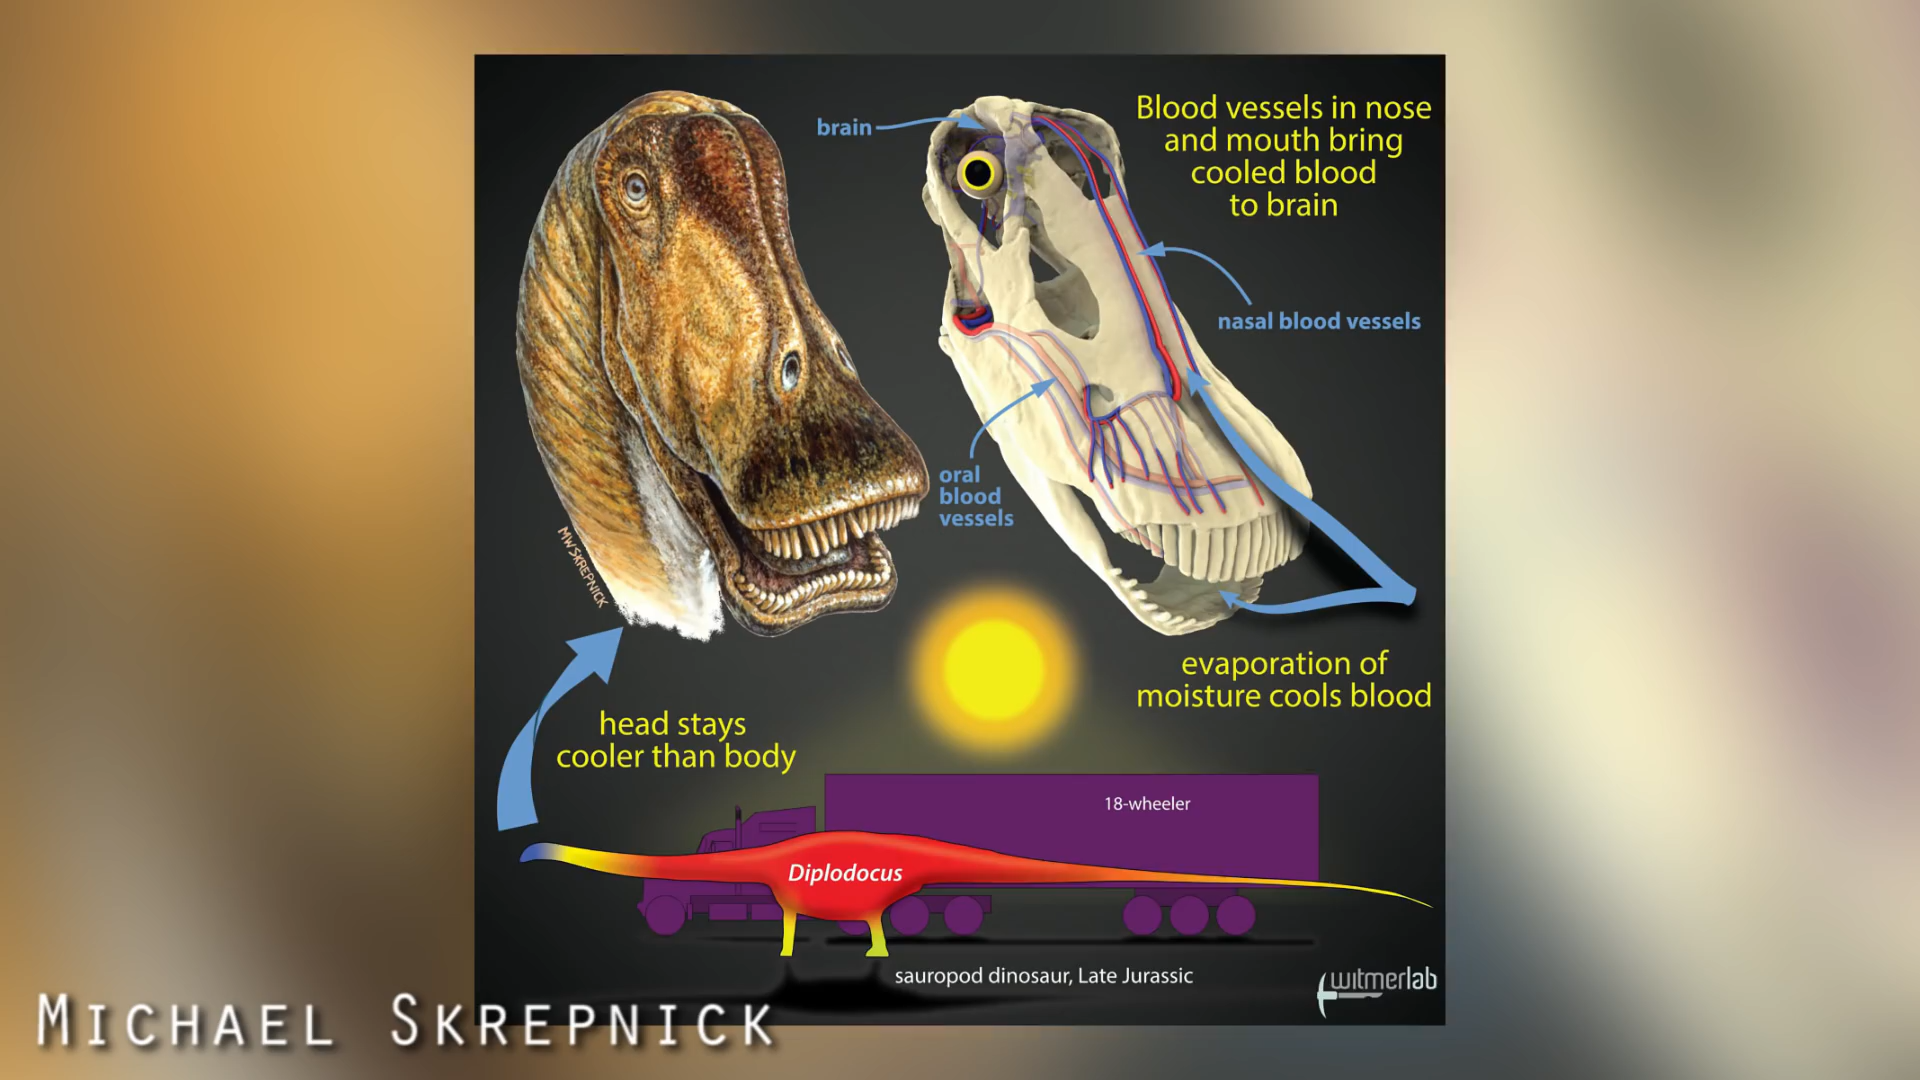 brain
Blood vessels in nose
and mouth bring
cooled blood
to brain
nasal blood vessels
oral
blood
vessels
MWSKREPNICK
evaporation of
moisture cools blood
head stays
cooler than body
18-wheeler
Diplodocus
sauropod dinosaur, Late Jurassic
witmerlab
MICHAEL SKREPNICK